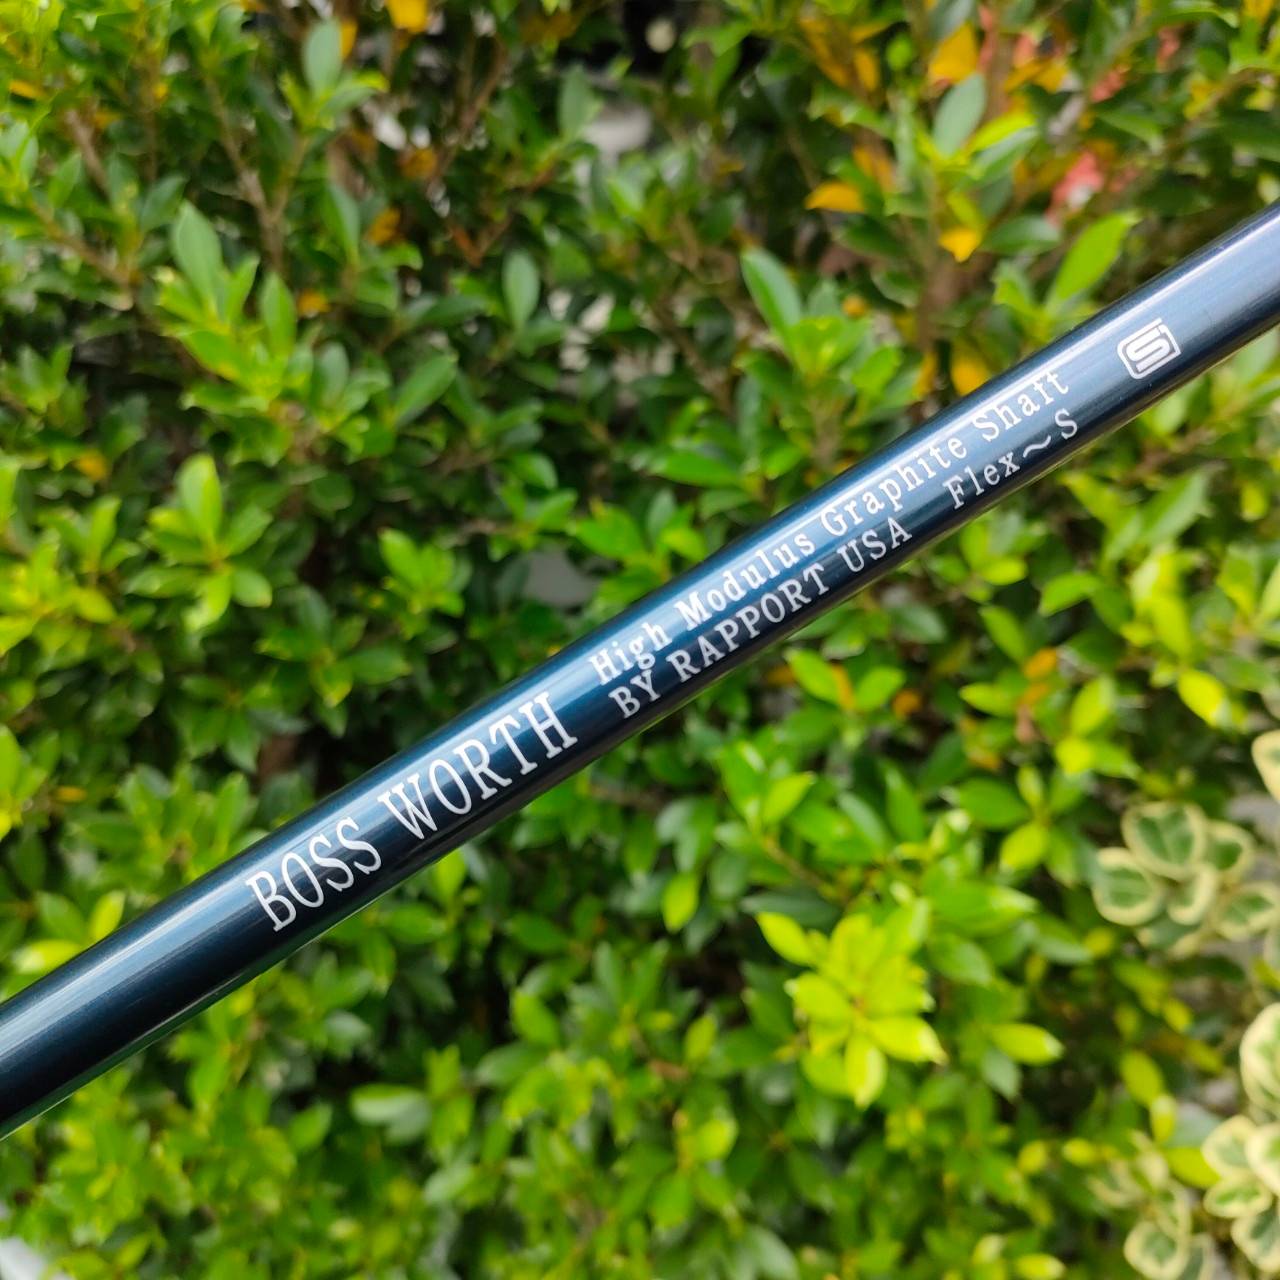 BOSS WORTH
High Modulus Graphite Shaft
BY RAPPORT USA Flex~S
S